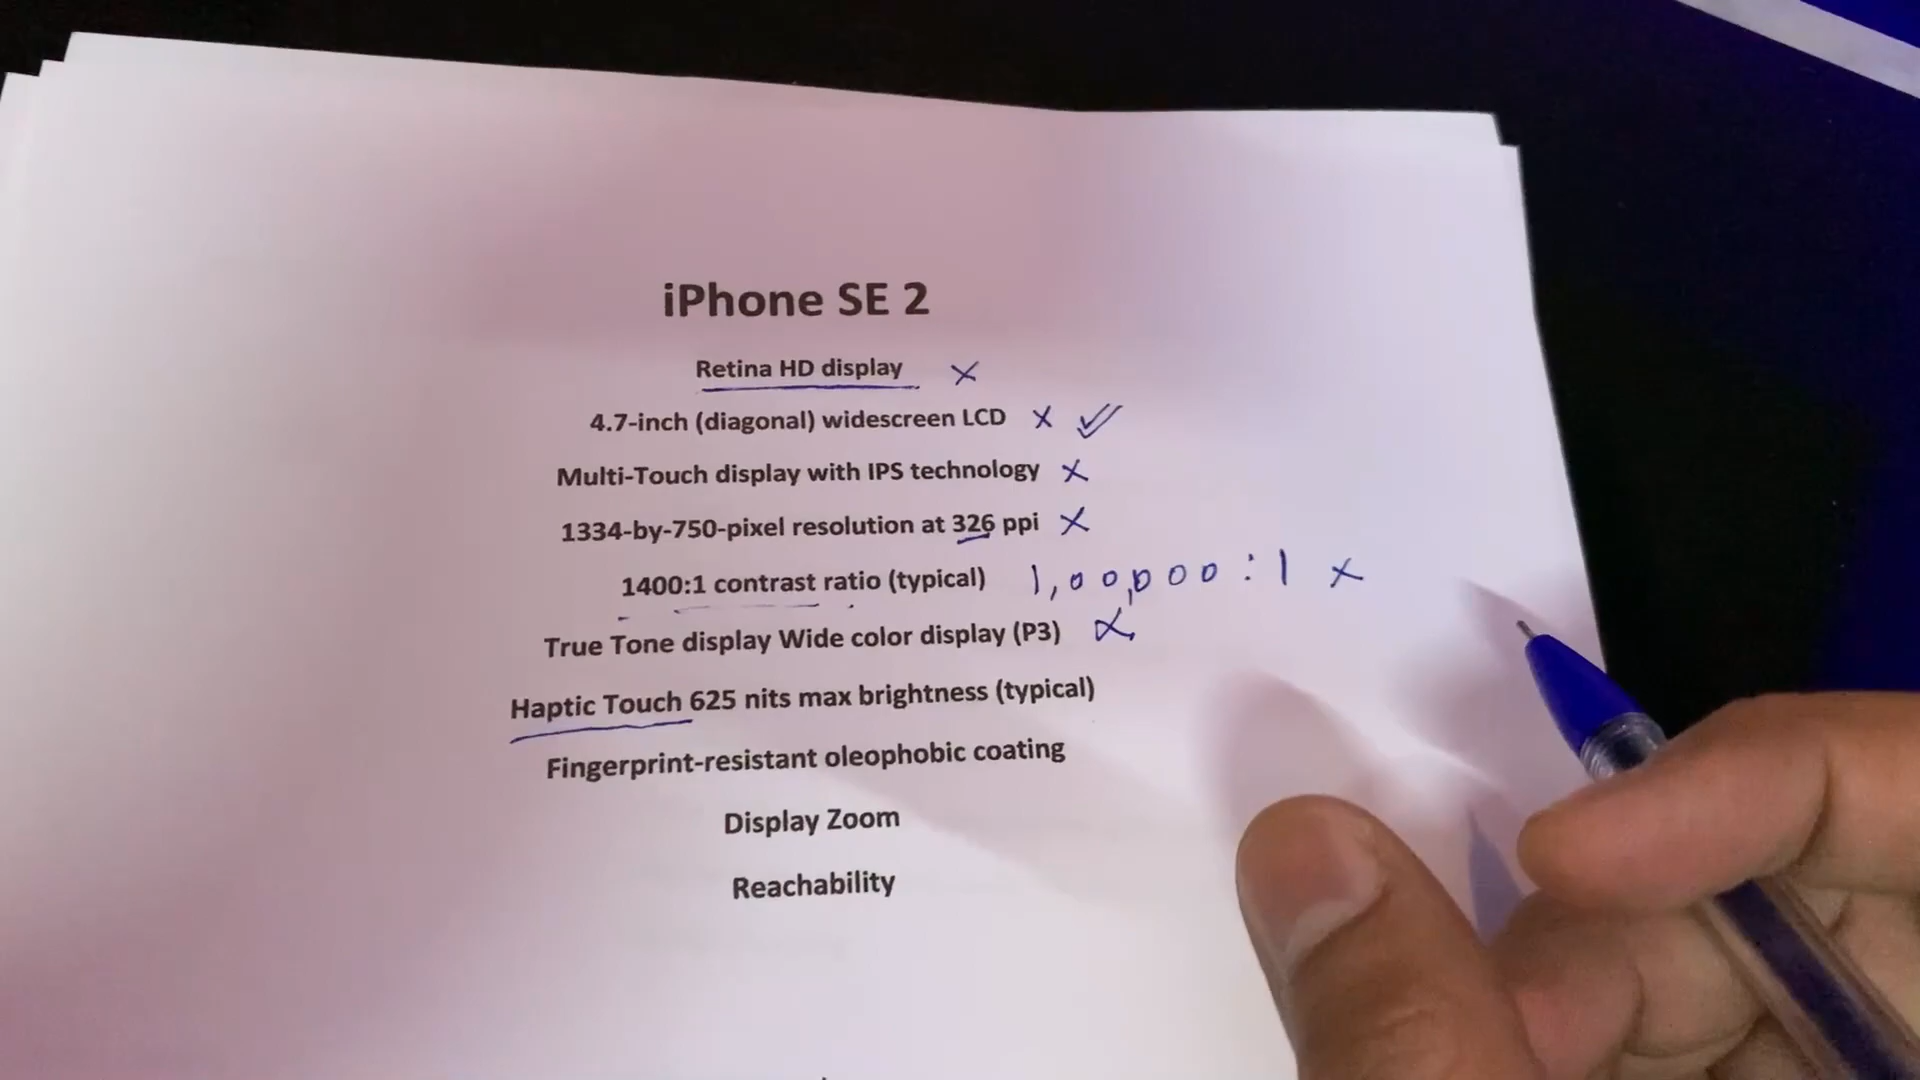 iPhone SE 2
Retina HD display ×
4.7-inch (diagonal) widescreen LCD × ✓
Multi-Touch display with IPS technology ×
1334-by-750-pixel resolution at 326 ppi ×
1400:1 contrast ratio (typical) 1,00,000:1 ×
True Tone display Wide color display (P3) ×
Haptic Touch 625 nits max brightness (typical)
Fingerprint-resistant oleophobic coating
Display Zoom
Reachability